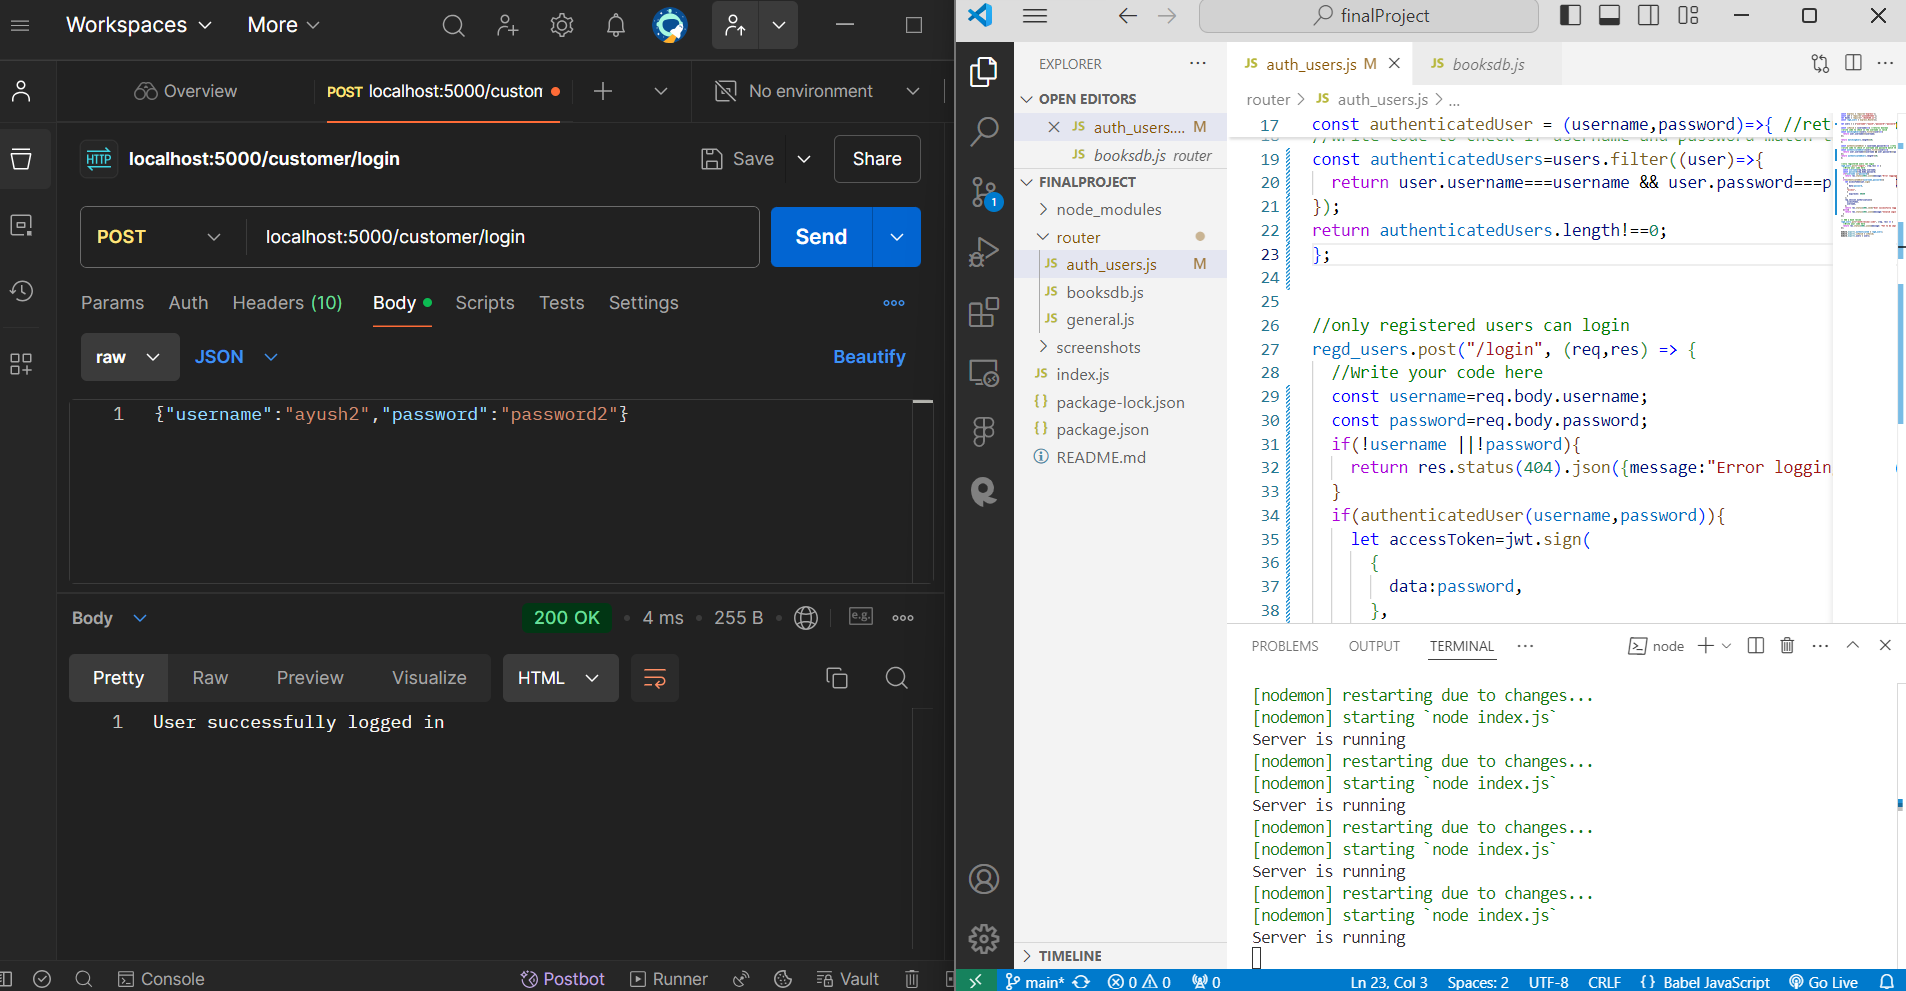 Workspaces More
Overview
POST localhost:5000/custom
No environment
HTTP localhost:5000/customer/login
Save
Share
POST localhost:5000/customer/login
Send
Params Auth Headers (10) Body Scripts Tests Settings
raw JSON Beautify
1 {"username":"ayush2","password":"password2"}
Body 200 OK 4 ms 255 B e.g.
Pretty Raw Preview Visualize HTML
1 User successfully logged in
Console Postbot Runner Vault
finalProject
EXPLORER
OPEN EDITORS
JS auth_users.... M
JS booksdb.js router
FINALPROJECT
node_modules
router
JS auth_users.js M
JS booksdb.js
JS general.js
screenshots
JS index.js
{} package-lock.json
{} package.json
README.md
TIMELINE
1
JS auth_users.js M
JS booksdb.js
router > JS auth_users.js > ...
17 const authenticatedUser = (username,password)=>{ //ret
19 const authenticatedUsers=users.filter((user)=>{
20 return user.username===username && user.password===p
21 });
22 return authenticatedUsers.length!==0;
23 };
24
25
26 //only registered users can login
27 regd_users.post("/login", (req,res) => {
28 //Write your code here
29 const username=req.body.username;
30 const password=req.body.password;
31 if(!username ||!password){
32 return res.status(404).json({message:"Error loggin
33 }
34 if(authenticatedUser(username,password)){
35 let accessToken=jwt.sign(
36 {
37 data:password,
38 },
PROBLEMS OUTPUT TERMINAL node
[nodemon] restarting due to changes...
[nodemon] starting `node index.js`
Server is running
[nodemon] restarting due to changes...
[nodemon] starting `node index.js`
Server is running
[nodemon] restarting due to changes...
[nodemon] starting `node index.js`
Server is running
[nodemon] restarting due to changes...
[nodemon] starting `node index.js`
Server is running
main* 0 0 0 Ln 23, Col 3 Spaces: 2 UTF-8 CRLF {} Babel JavaScript Go Live